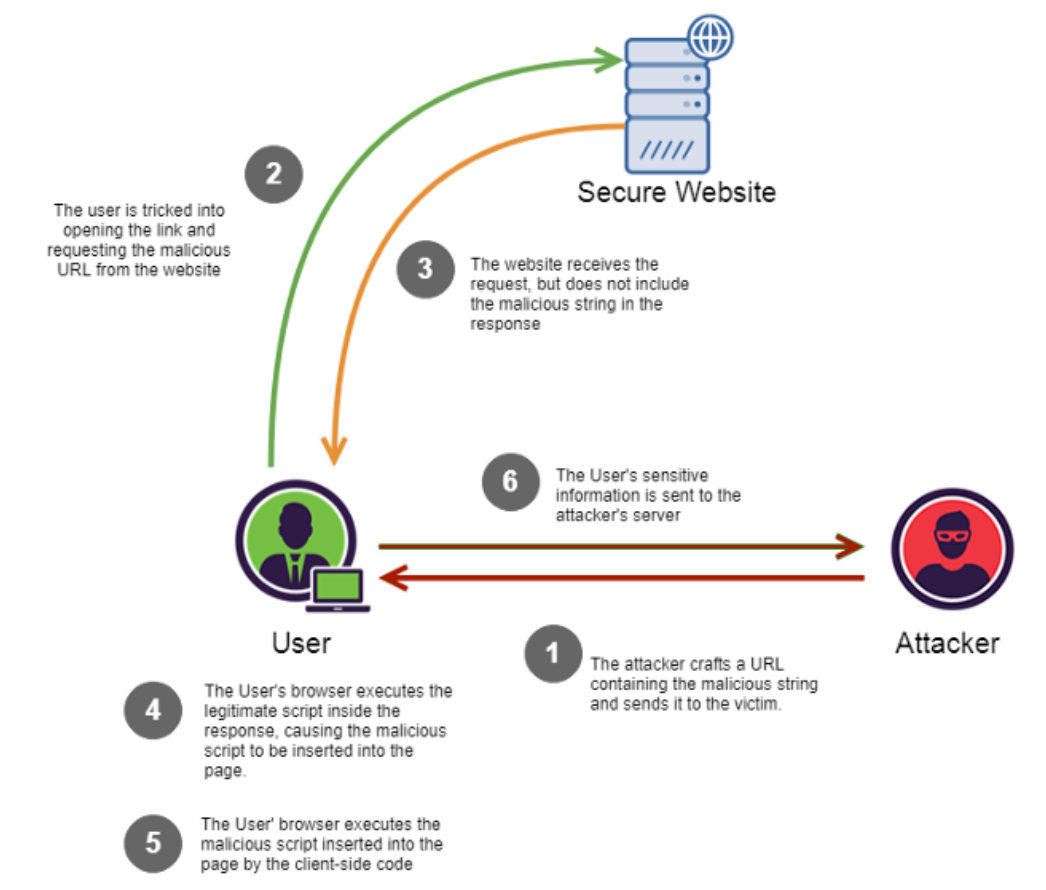 Secure Website
2
The user is tricked into
opening the link and
requesting the malicious
URL from the website
3
The website receives the
request, but does not include
the malicious string in the
response
6
The User's sensitive
information is sent to the
attacker's server
User
Attacker
1
The attacker crafts a URL
containing the malicious string
and sends it to the victim.
4
The User's browser executes the
legitimate script inside the
response, causing the malicious
script to be inserted into the
page.
5
The User' browser executes the
malicious script inserted into the
page by the client-side code